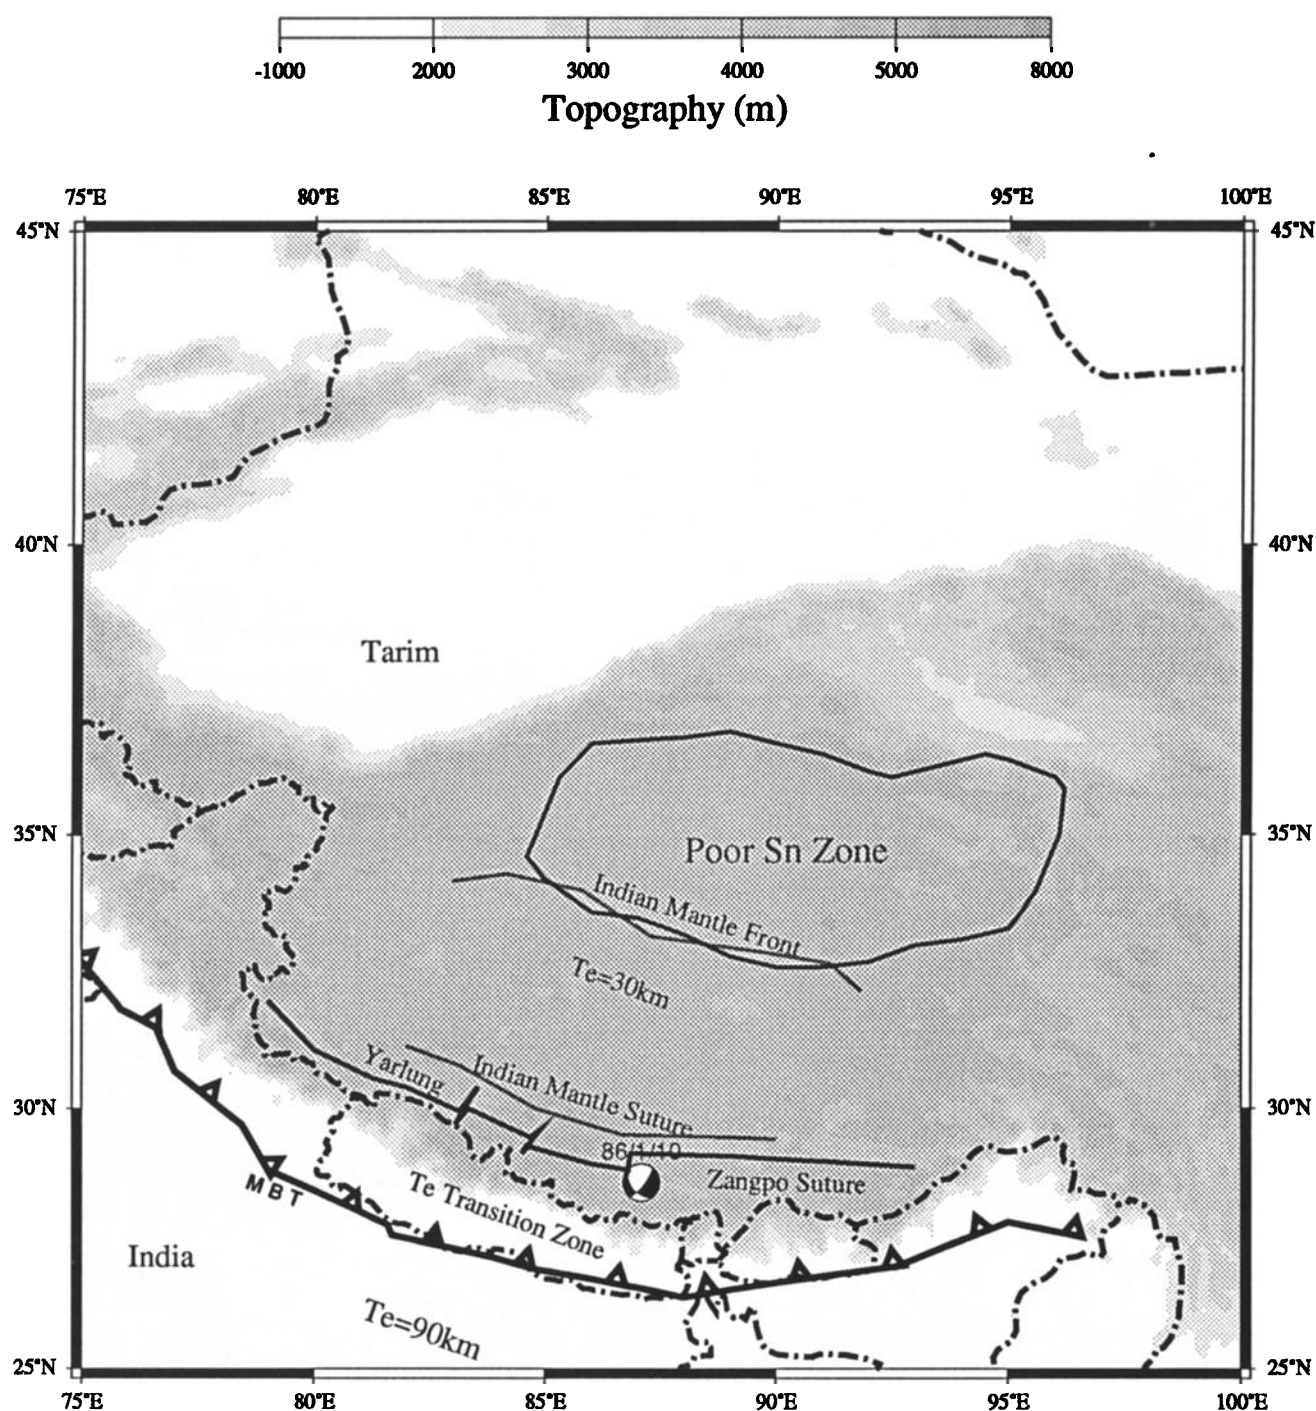 -1000 2000 3000 4000 5000 8000
Topography (m)
75°E 80°E 85°E 90°E 95°E 100°E
45°N 45°N
40°N 40°N
Tarim
35°N 35°N
Poor Sn Zone
Indian Mantle Front
Te=30km
Yarlung
Indian Mantle Suture
30°N 30°N
86/1/10
Zangpo Suture
MBT
Te Transition Zone
India
Te=90km
25°N 25°N
75°E 80°E 85°E 90°E 95°E 100°E